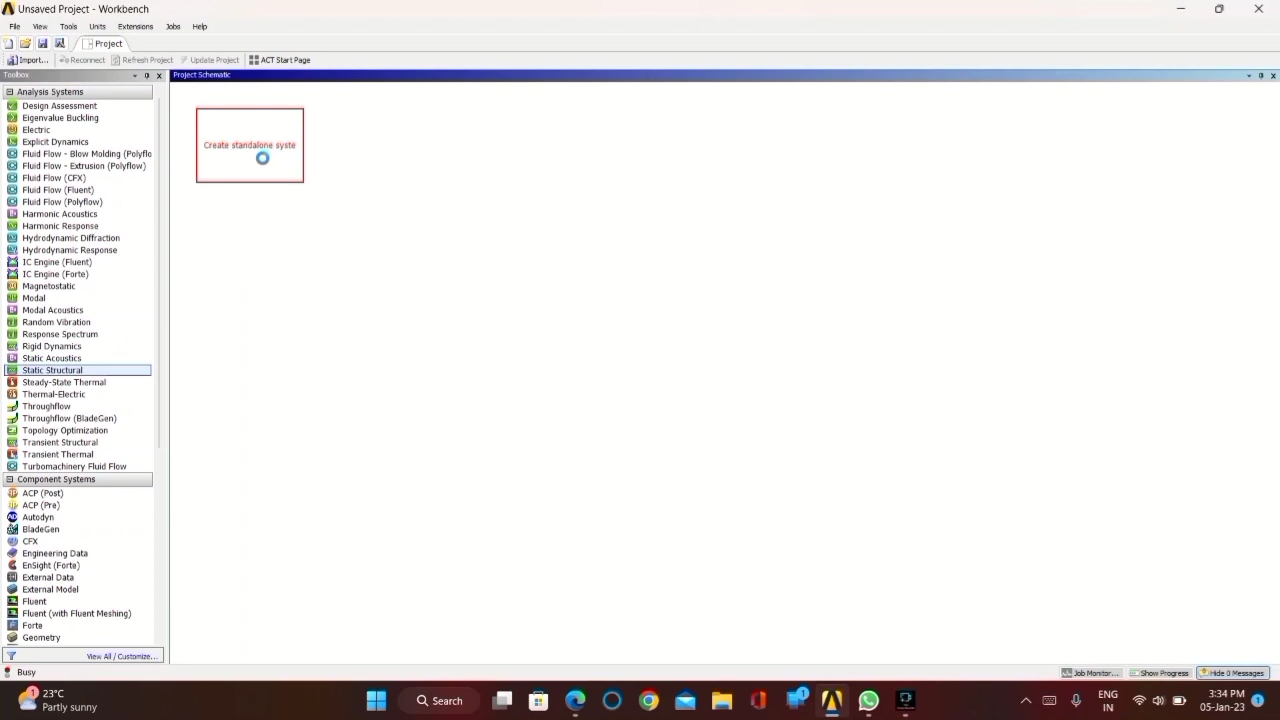 Unsaved Project - Workbench
File View Tools Units Extensions Jobs Help
Project
Import... Reconnect Refresh Project Update Project ACT Start Page
Toolbox
Project Schematic
Analysis Systems
Design Assessment
Eigenvalue Buckling
Electric
Explicit Dynamics
Fluid Flow - Blow Molding (Polyflo
Fluid Flow - Extrusion (Polyflow)
Fluid Flow (CFX)
Fluid Flow (Fluent)
Fluid Flow (Polyflow)
Harmonic Acoustics
Harmonic Response
Hydrodynamic Diffraction
Hydrodynamic Response
IC Engine (Fluent)
IC Engine (Forte)
Magnetostatic
Modal
Modal Acoustics
Random Vibration
Response Spectrum
Rigid Dynamics
Static Acoustics
Static Structural
Steady-State Thermal
Thermal-Electric
Throughflow
Throughflow (BladeGen)
Topology Optimization
Transient Structural
Transient Thermal
Turbomachinery Fluid Flow
Component Systems
ACP (Post)
ACP (Pre)
Autodyn
BladeGen
CFX
Engineering Data
EnSight (Forte)
External Data
External Model
Fluent
Fluent (with Fluent Meshing)
Forte
Geometry
View All / Customize...
Create standalone syste
Busy
Job Monitor... Show Progress Hide 0 Messages
1
23°C
Partly sunny
Search
1
ENG
IN
3:34 PM
05-Jan-23
1